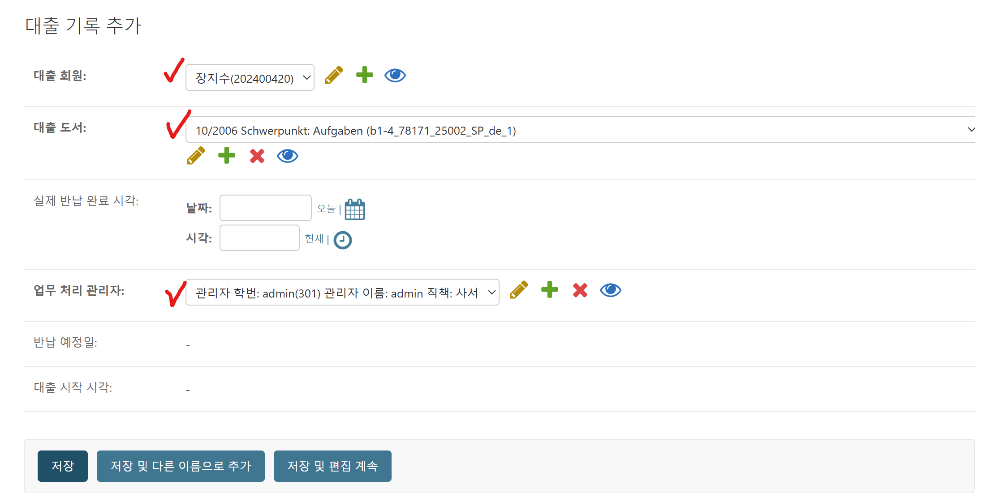 대출 기록 추가
대출 회원:
장지수(202400420)
대출 도서:
10/2006 Schwerpunkt: Aufgaben (b1-4_78171_25002_SP_de_1)
실제 반납 완료 시각:
날짜:
오늘 |
시각:
현재 |
업무 처리 관리자:
관리자 학번: admin(301) 관리자 이름: admin 직책: 사서
반납 예정일:
-
대출 시작 시각:
-
저장
저장 및 다른 이름으로 추가
저장 및 편집 계속